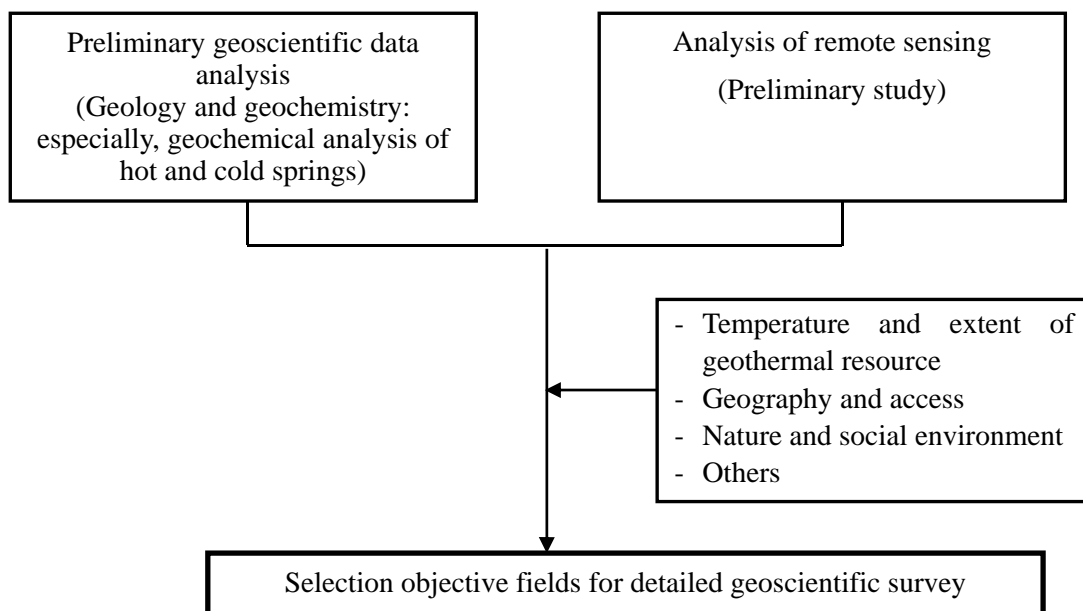 Preliminary geoscientific data
analysis
(Geology and geochemistry:
especially, geochemical analysis of
hot and cold springs)
Analysis of remote sensing
(Preliminary study)
- Temperature and extent of
geothermal resource
- Geography and access
- Nature and social environment
- Others
Selection objective fields for detailed geoscientific survey